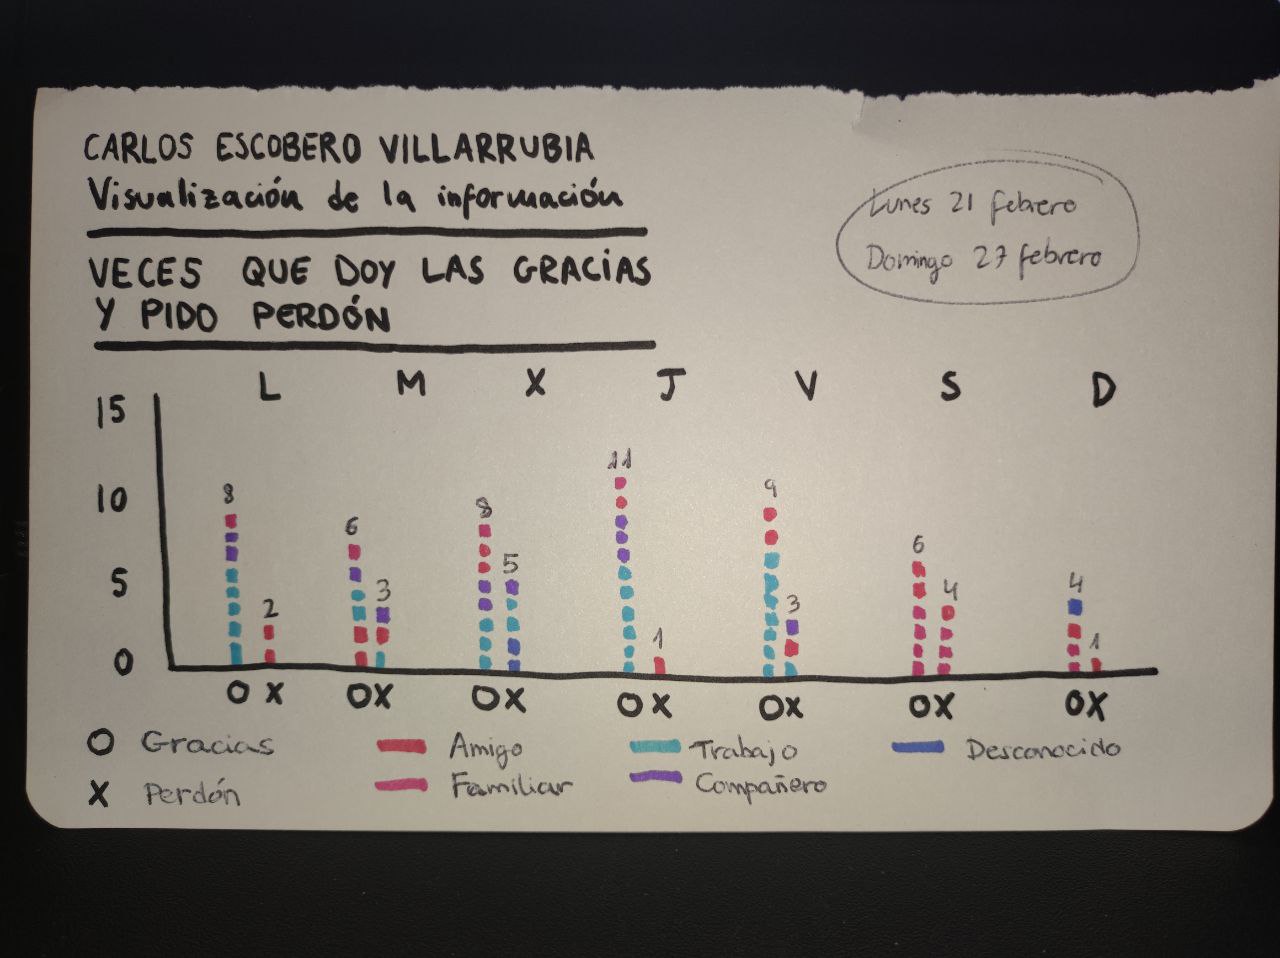 CARLOS ESCOBERO VILLARRUBIA
Visualización de la información
Lunes 21 febrero
Domingo 27 febrero
VECES QUE DOY LAS GRACIAS
Y PIDO PERDÓN
L M X J V S D
15
10
5
0
8 2 6 3 8 5 11 1 9 3 6 4 4 1
O X O X O X O X O X O X O X
O Gracias
Amigo
Trabajo
Desconocido
X Perdón
Familiar
Compañero